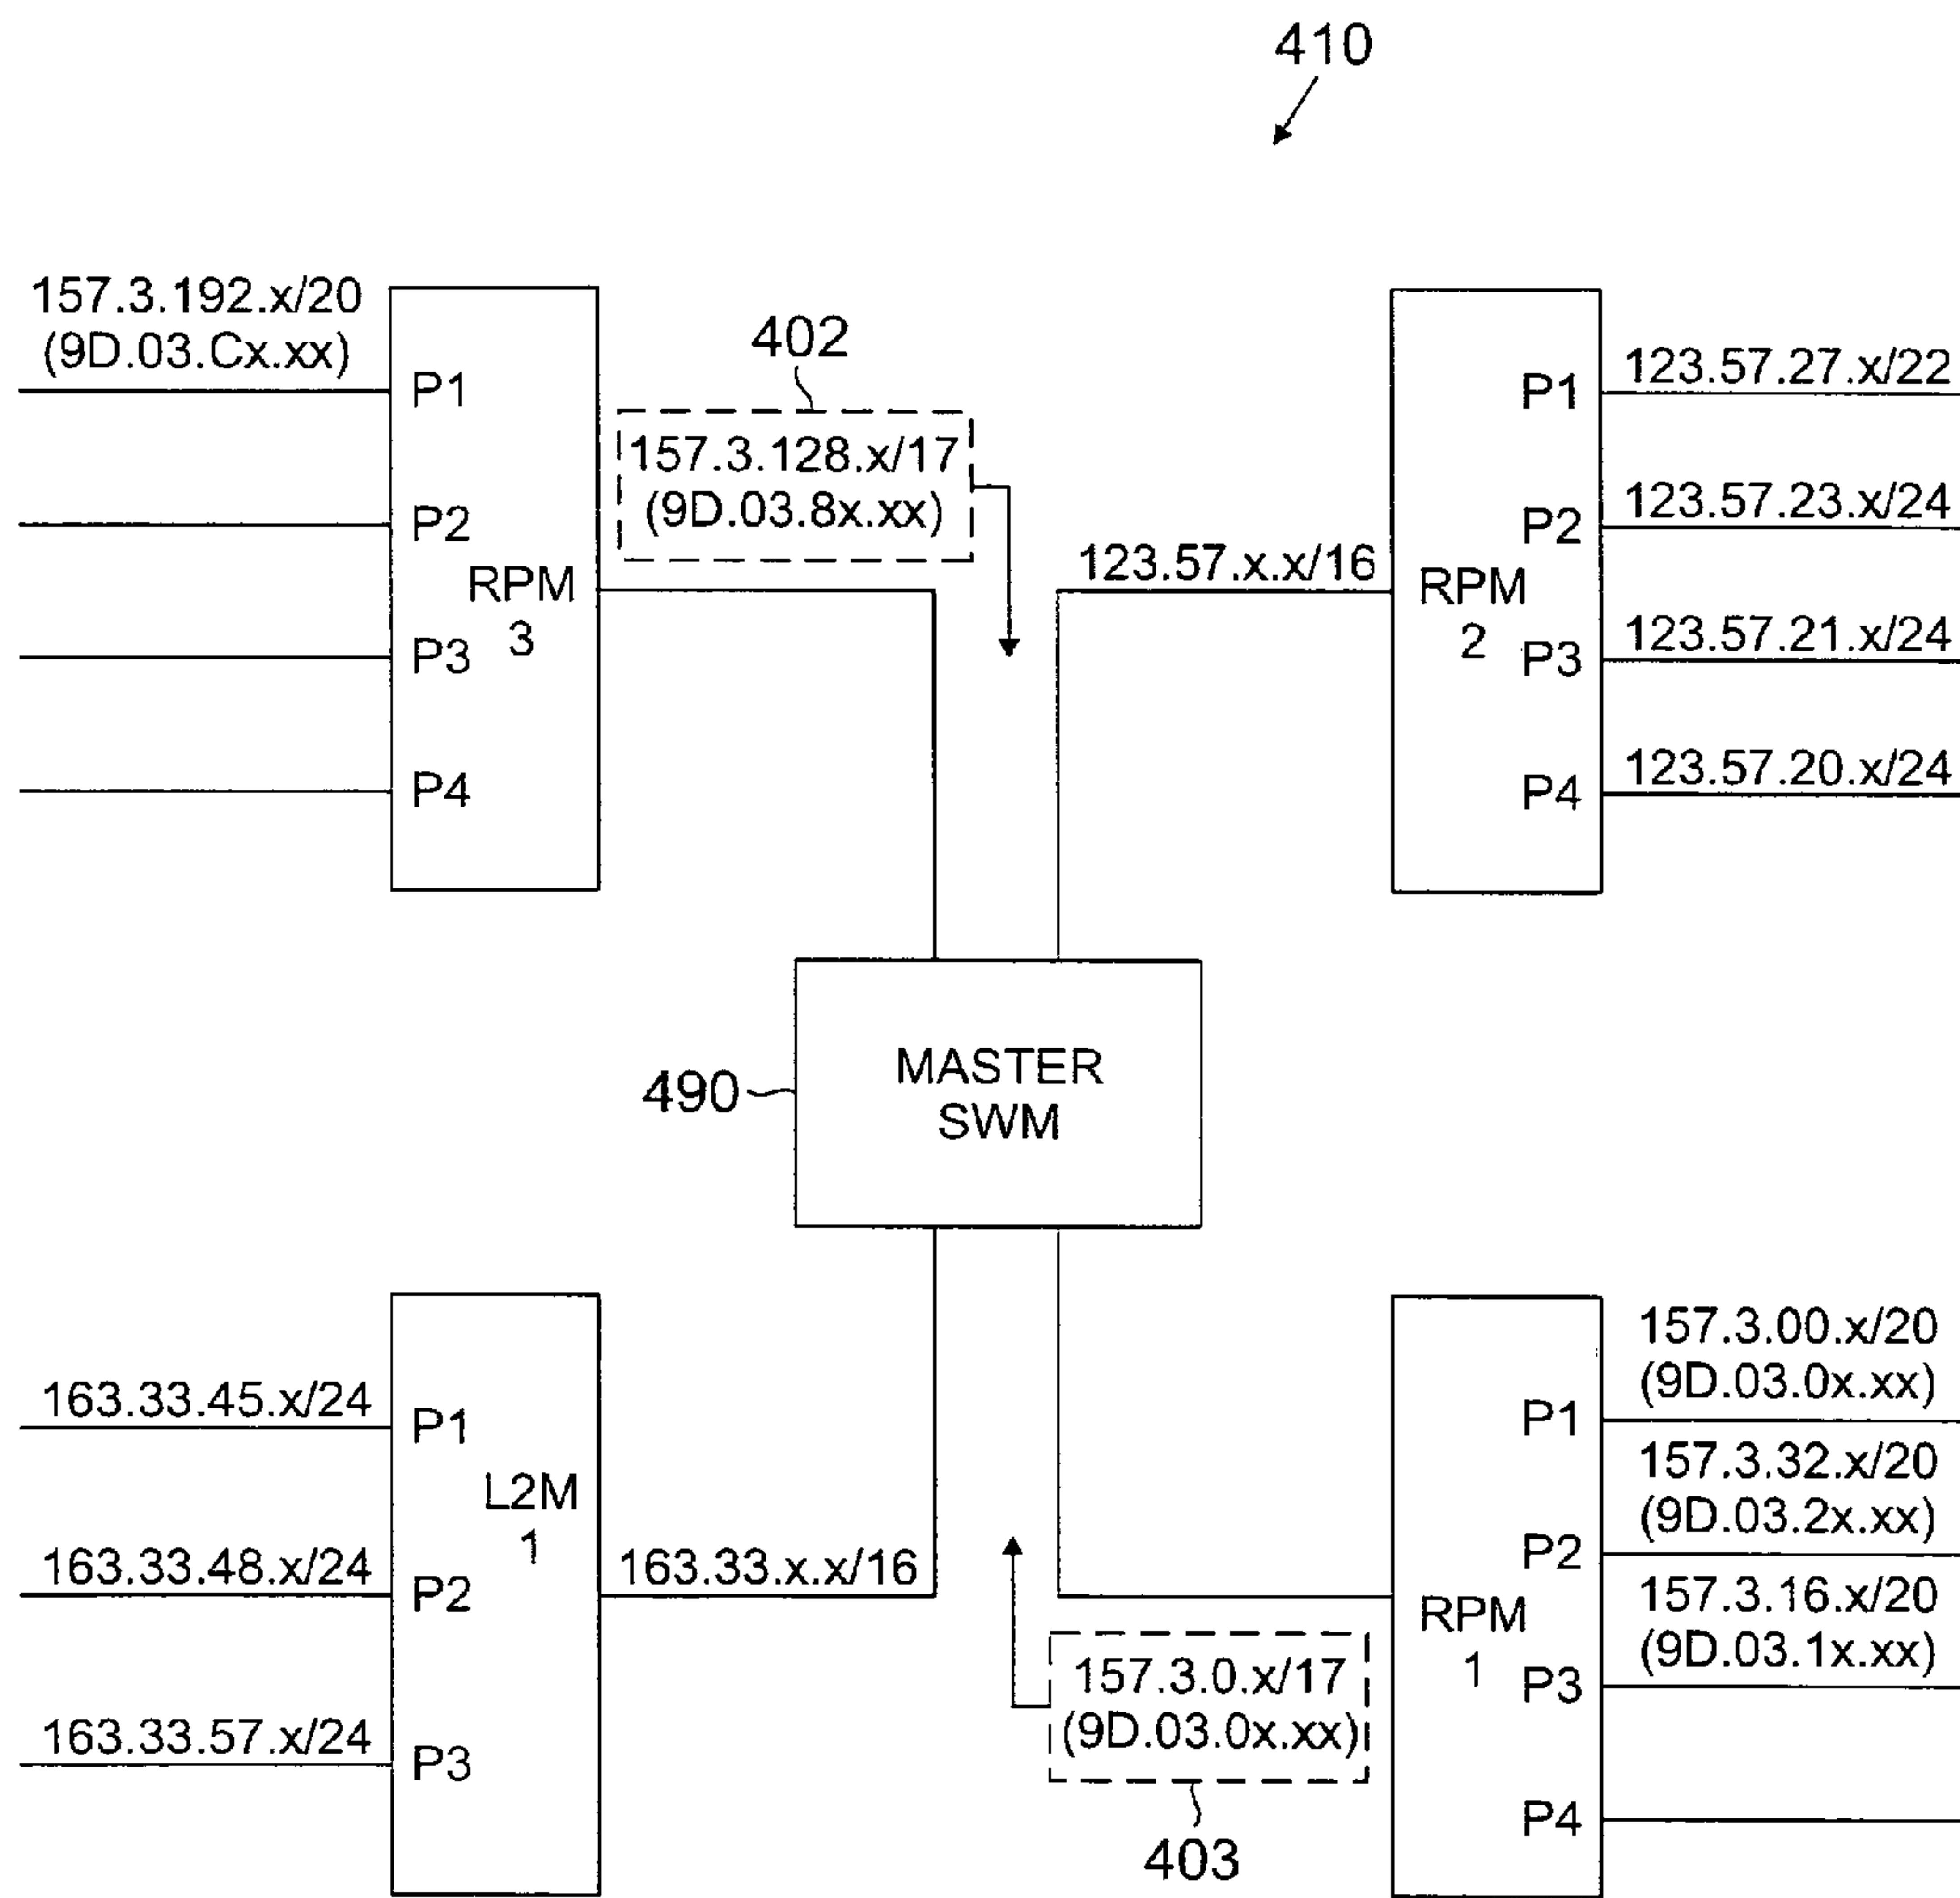 410
157.3.192.x/20
(9D.03.Cx.xx)
P1
P2
RPM
3
P3
P4
402
157.3.128.x/17
(9D.03.8x.xx)
123.57.x.x/16
P1
123.57.27.x/22
P2
123.57.23.x/24
RPM
2
P3
123.57.21.x/24
P4
123.57.20.x/24
490
MASTER
SWM
163.33.45.x/24
P1
L2M
1
163.33.48.x/24
P2
163.33.x.x/16
163.33.57.x/24
P3
157.3.0.x/17
(9D.03.0x.xx)
403
157.3.00.x/20
(9D.03.0x.xx)
P1
157.3.32.x/20
(9D.03.2x.xx)
P2
157.3.16.x/20
(9D.03.1x.xx)
RPM
1
P3
P4